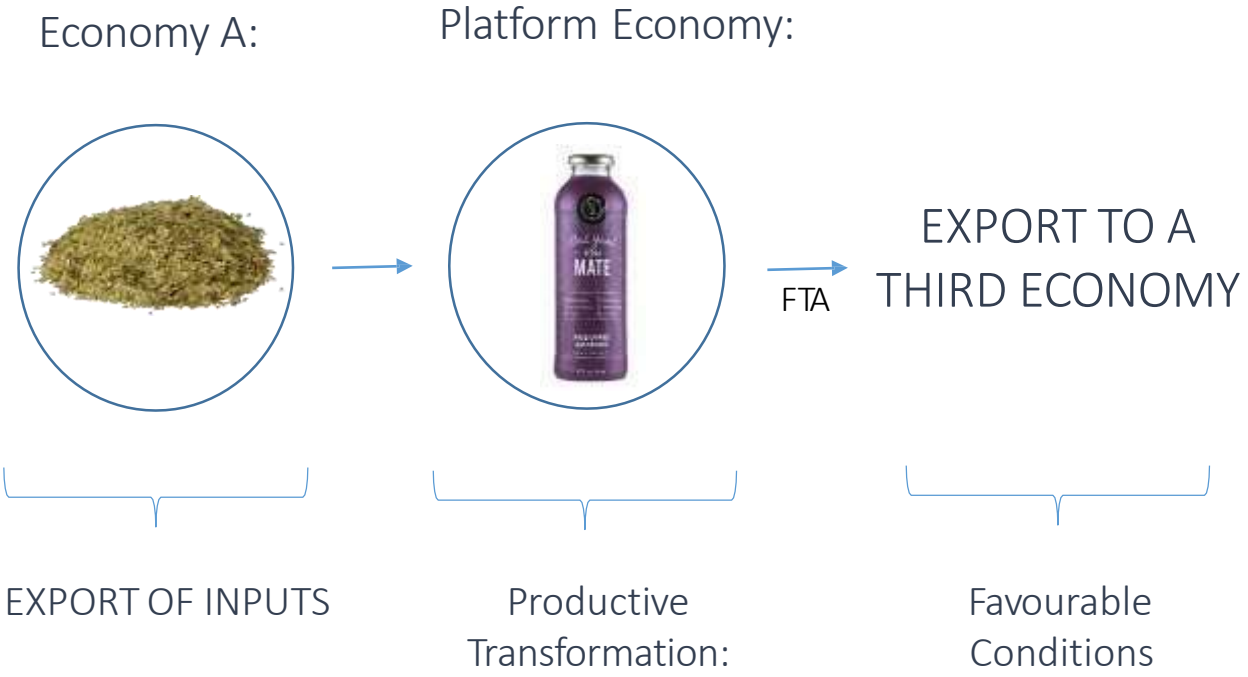 Economy A:
Platform Economy:
MATE
FTA
EXPORT TO A
THIRD ECONOMY
EXPORT OF INPUTS
Productive
Transformation:
Favourable
Conditions